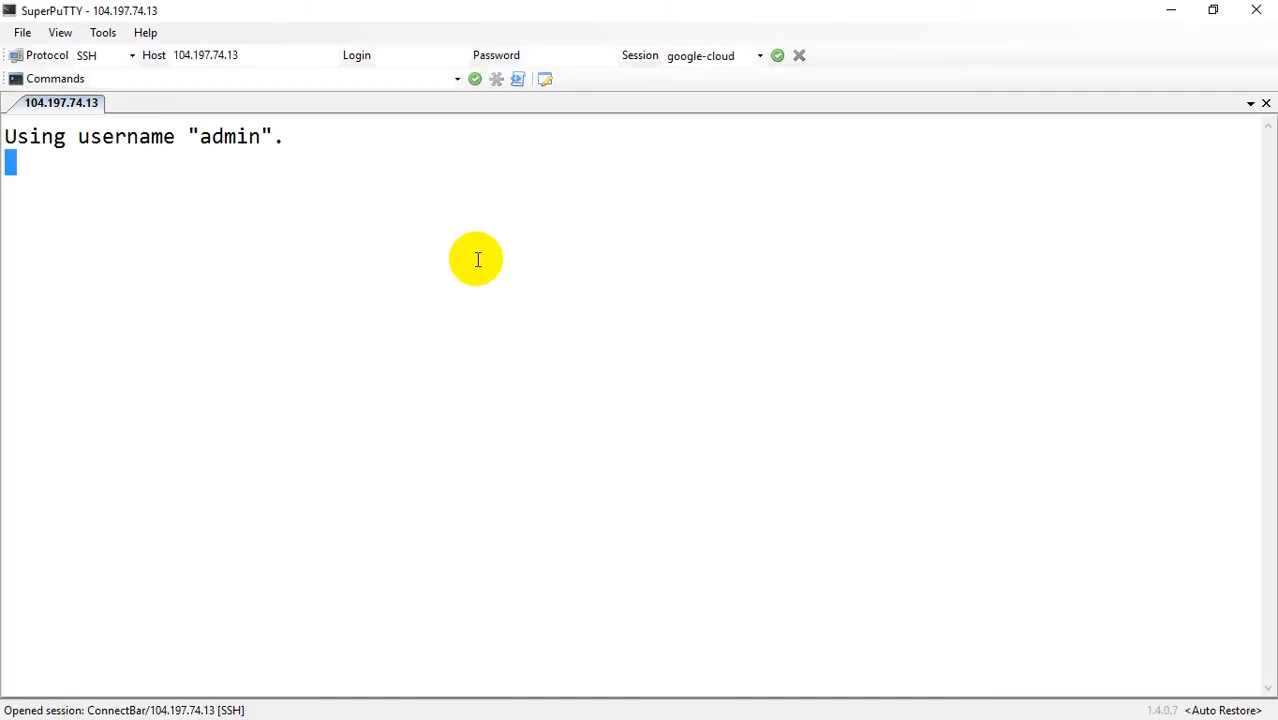 SuperPuTTY - 104.197.74.13
File View Tools Help
Protocol SSH Host 104.197.74.13 Login Password Session google-cloud
Commands
104.197.74.13
Using username "admin".
Opened session: ConnectBar/104.197.74.13 [SSH] 1.4.0.7 <Auto Restore>